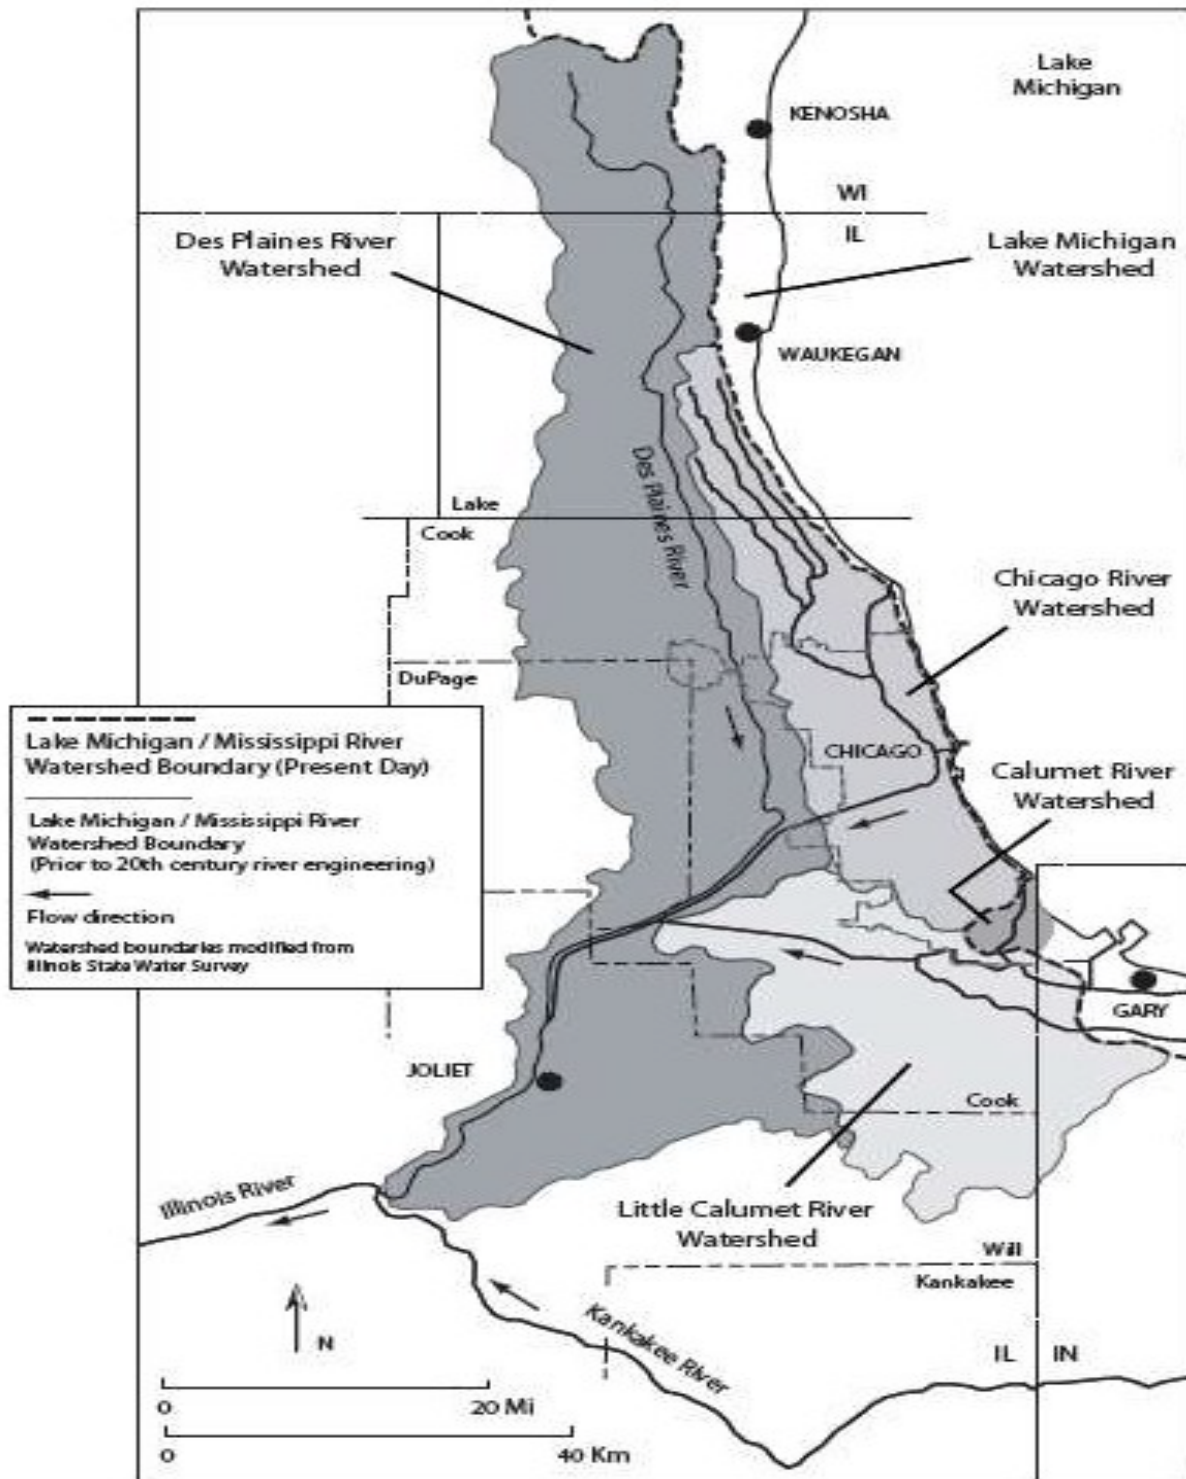 Lake
Michigan
KENOSHA
WI
IL
Des Plaines River
Watershed
Lake Michigan
Watershed
WAUKEGAN
Des Plaines River
Lake
Cook
Chicago River
Watershed
DuPage
Lake Michigan / Mississippi River
Watershed Boundary (Present Day)
Lake Michigan / Mississippi River
Watershed Boundary
(Prior to 20th century river engineering)
Flow direction
Watershed boundaries modified from
Illinois State Water Survey
CHICAGO
Calumet River
Watershed
GARY
JOLIET
Cook
Illinois River
Little Calumet River
Watershed
Will
Kankakee
N
Kankakee River
IL
IN
0
20 Mi
0
40 Km